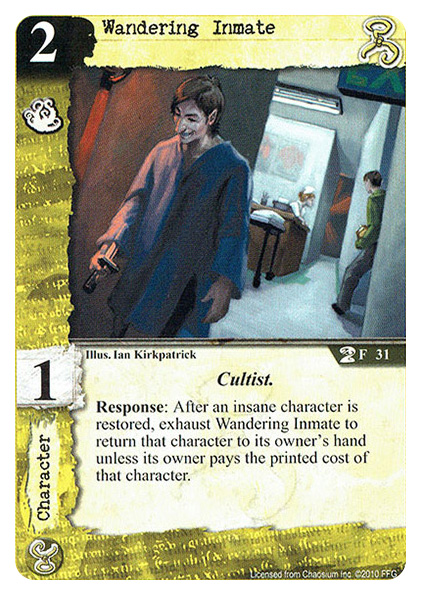 2
Wandering Inmate
EX
Illus. Ian Kirkpatrick
F 31
1
Cultist.
Response: After an insane character is
restored, exhaust Wandering Inmate to
return that character to its owner's hand
unless its owner pays the printed cost of
that character.
Character
Licensed from Chaosium Inc. ©2010 FFG